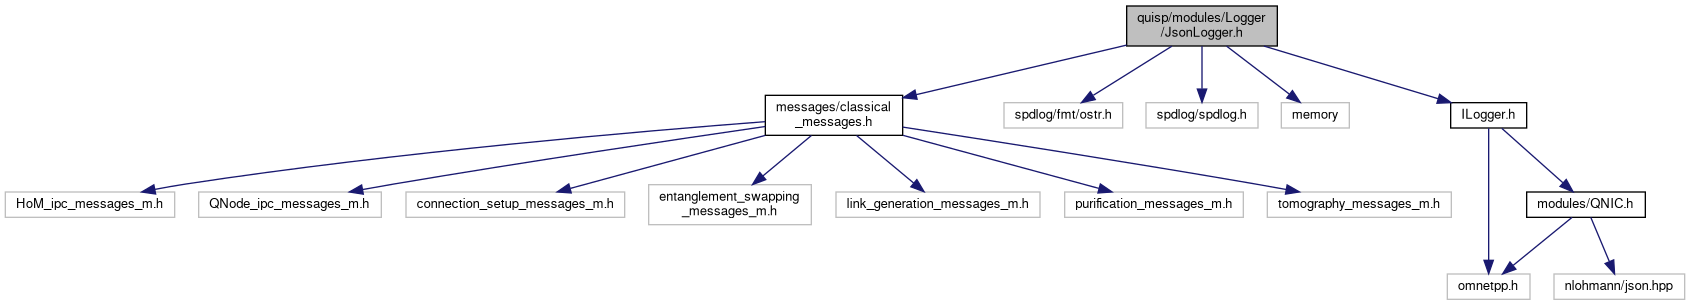 quisp/modules/Logger
/JsonLogger.h
messages/classical
_messages.h
spdlog/fmt/ostr.h
spdlog/spdlog.h
memory
ILogger.h
HoM_ipc_messages_m.h
QNode_ipc_messages_m.h
connection_setup_messages_m.h
entanglement_swapping
_messages_m.h
link_generation_messages_m.h
purification_messages_m.h
tomography_messages_m.h
modules/QNIC.h
omnetpp.h
nlohmann/json.hpp